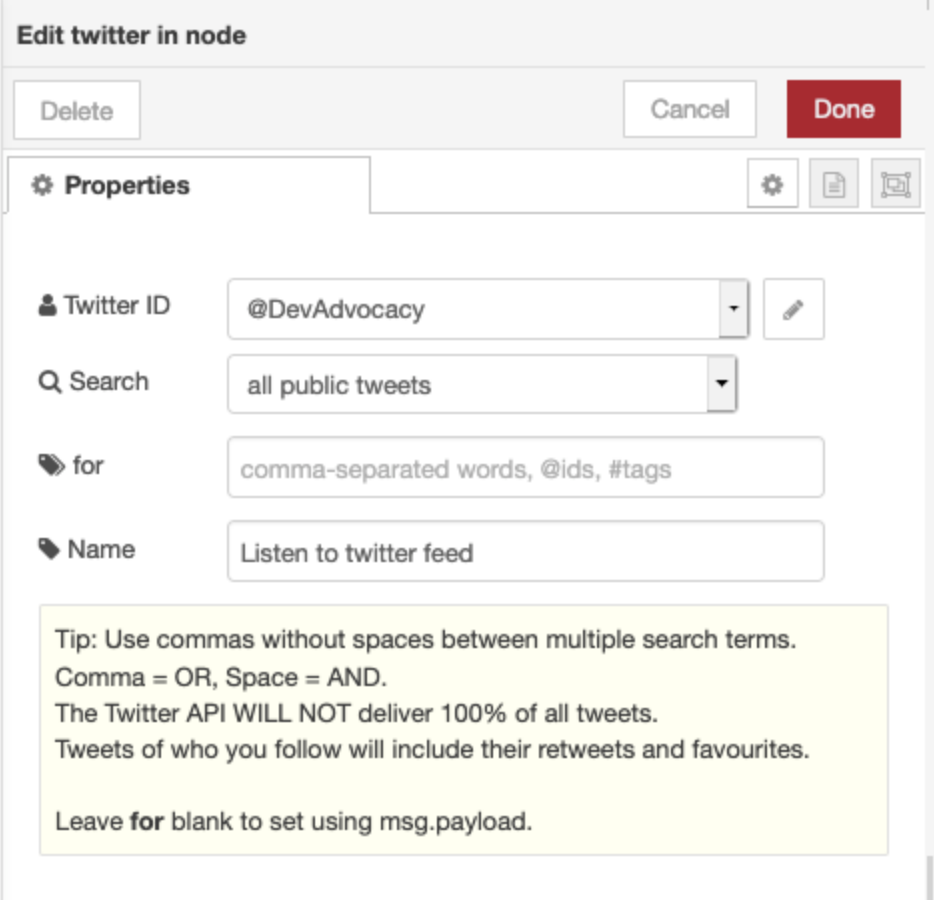 Edit twitter in node
Delete
Cancel
Done
Properties
Twitter ID
@DevAdvocacy
Search
all public tweets
for
comma-separated words, @ids, #tags
Name
Listen to twitter feed
Tip: Use commas without spaces between multiple search terms.
Comma = OR, Space = AND.
The Twitter API WILL NOT deliver 100% of all tweets.
Tweets of who you follow will include their retweets and favourites.
Leave for blank to set using msg.payload.